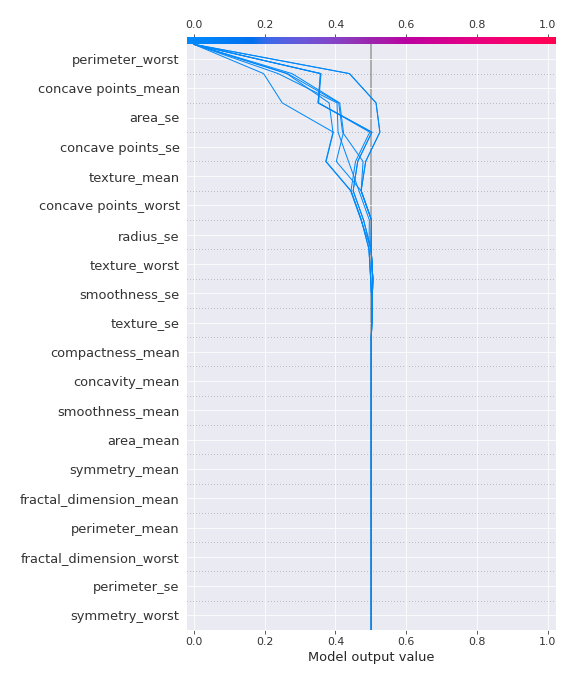 0.0 0.2 0.4 0.6 0.8 1.0
perimeter_worst
concave points_mean
area_se
concave points_se
texture_mean
concave points_worst
radius_se
texture_worst
smoothness_se
texture_se
compactness_mean
concavity_mean
smoothness_mean
area_mean
symmetry_mean
fractal_dimension_mean
perimeter_mean
fractal_dimension_worst
perimeter_se
symmetry_worst
0.0 0.2 0.4 0.6 0.8 1.0
Model output value